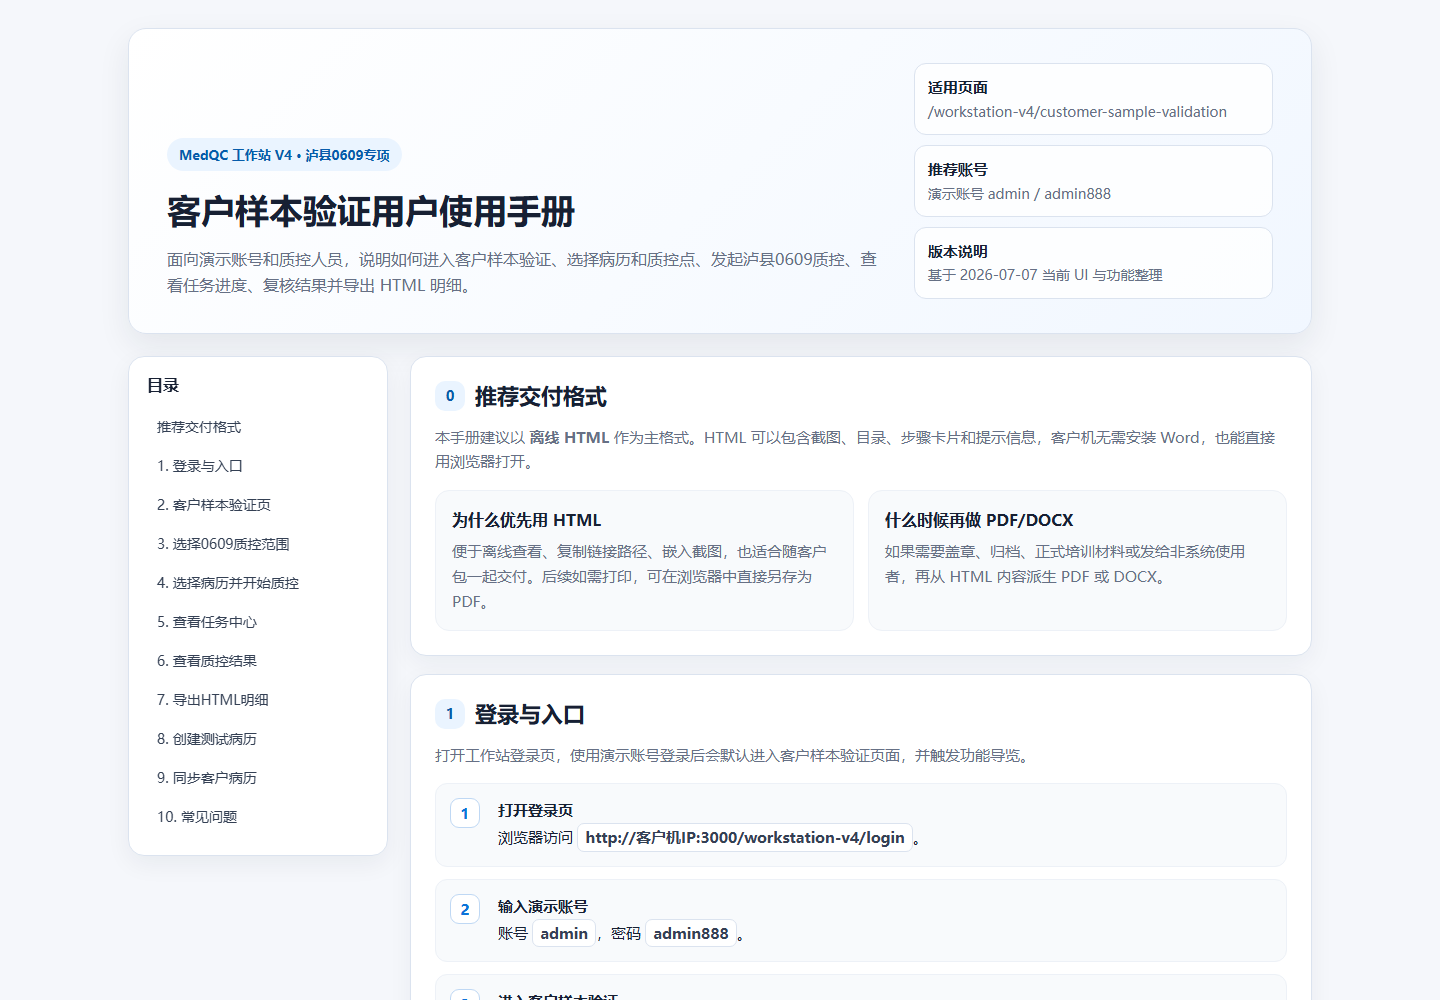 MedQC 工作站 V4 • 泸县0609专项
客户样本验证用户使用手册
面向演示账号和质控人员，说明如何进入客户样本验证、选择病历和质控点、发起泸县0609质控、查
看任务进度、复核结果并导出 HTML 明细。
适用页面
/workstation-v4/customer-sample-validation
推荐账号
演示账号 admin / admin888
版本说明
基于 2026-07-07 当前 UI 与功能整理
目录
推荐交付格式
1. 登录与入口
2. 客户样本验证页
3. 选择0609质控范围
4. 选择病历并开始质控
5. 查看任务中心
6. 查看质控结果
7. 导出HTML明细
8. 创建测试病历
9. 同步客户病历
10. 常见问题
0 推荐交付格式
本手册建议以 离线 HTML 作为主格式。HTML 可以包含截图、目录、步骤卡片和提示信息，客户机无需安装 Word，也能直接
用浏览器打开。
为什么优先用 HTML
便于离线查看、复制链接路径、嵌入截图，也适合随客户
包一起交付。后续如需打印，可在浏览器中直接另存为
PDF。
什么时候再做 PDF/DOCX
如果需要盖章、归档、正式培训材料或发给非系统使用
者，再从 HTML 内容派生 PDF 或 DOCX。
1 登录与入口
打开工作站登录页，使用演示账号登录后会默认进入客户样本验证页面，并触发功能导览。
1 打开登录页
浏览器访问 http://客户机IP:3000/workstation-v4/login 。
2 输入演示账号
账号 admin ，密码 admin888 。
进入客户样本验证